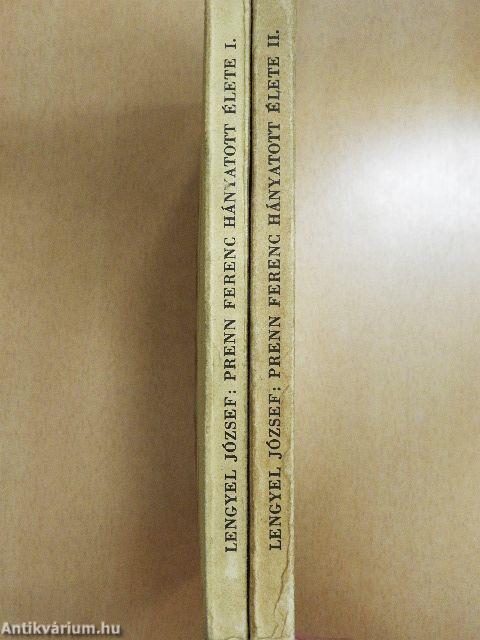 LENGYEL JÓZSEF: PRENN FERENC HÁNYATOTT ÉLETE I.
LENGYEL JÓZSEF: PRENN FERENC HÁNYATOTT ÉLETE II.
Antikvárium.hu